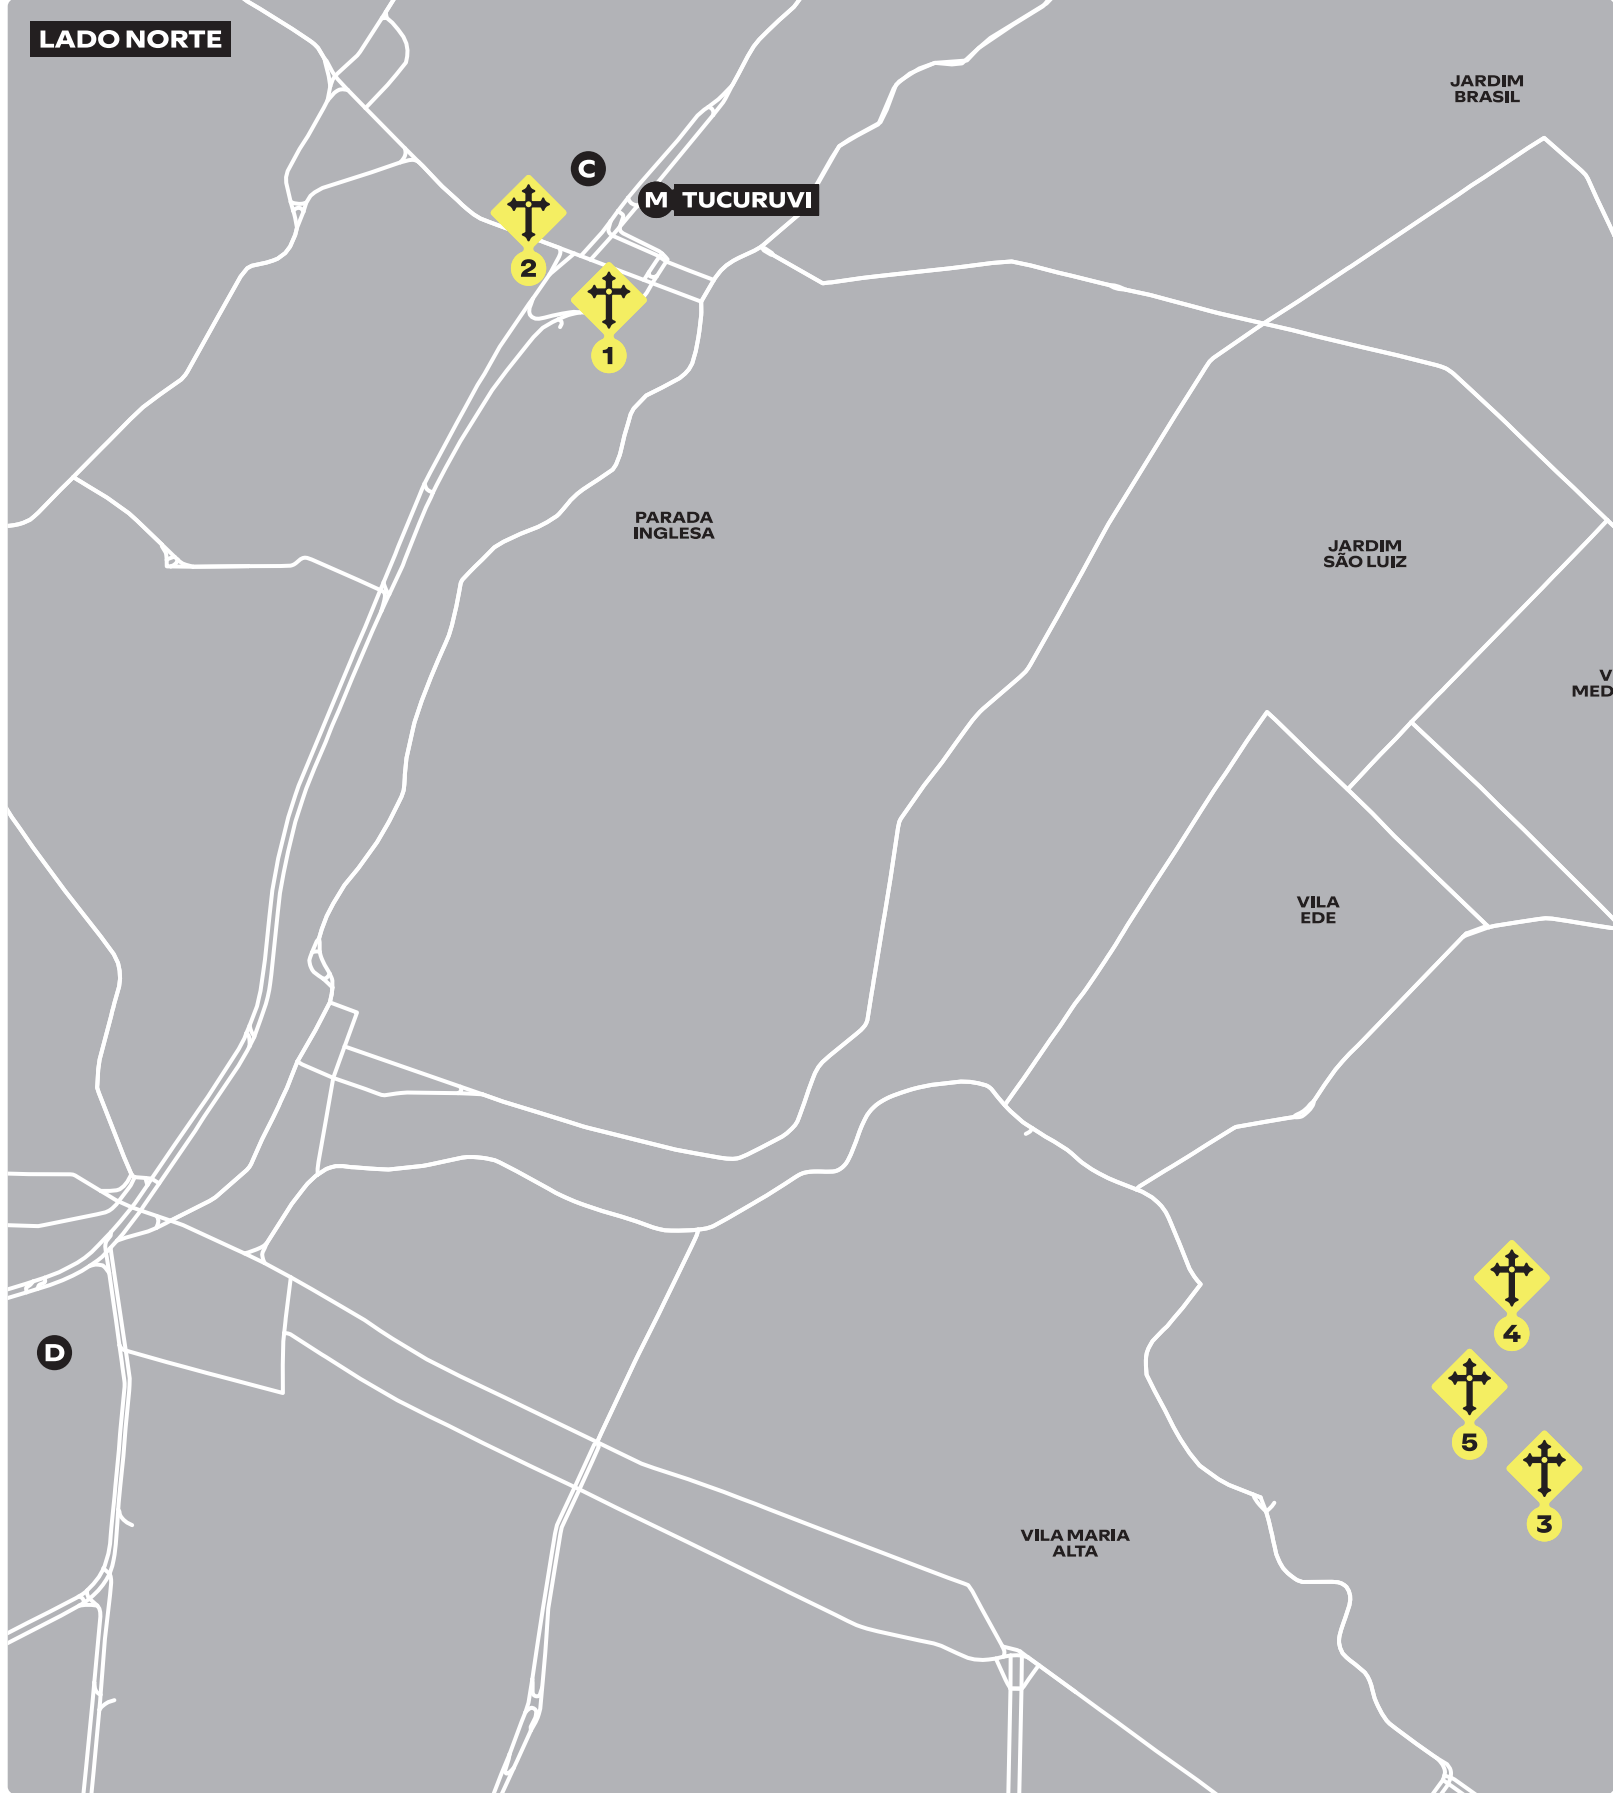 LADO NORTE
JARDIM
BRASIL
C
M TUCURUVI
2
1
PARADA
INGLESA
JARDIM
SÃO LUIZ
V
MED
VILA
EDE
4
D
5
3
VILA MARIA
ALTA